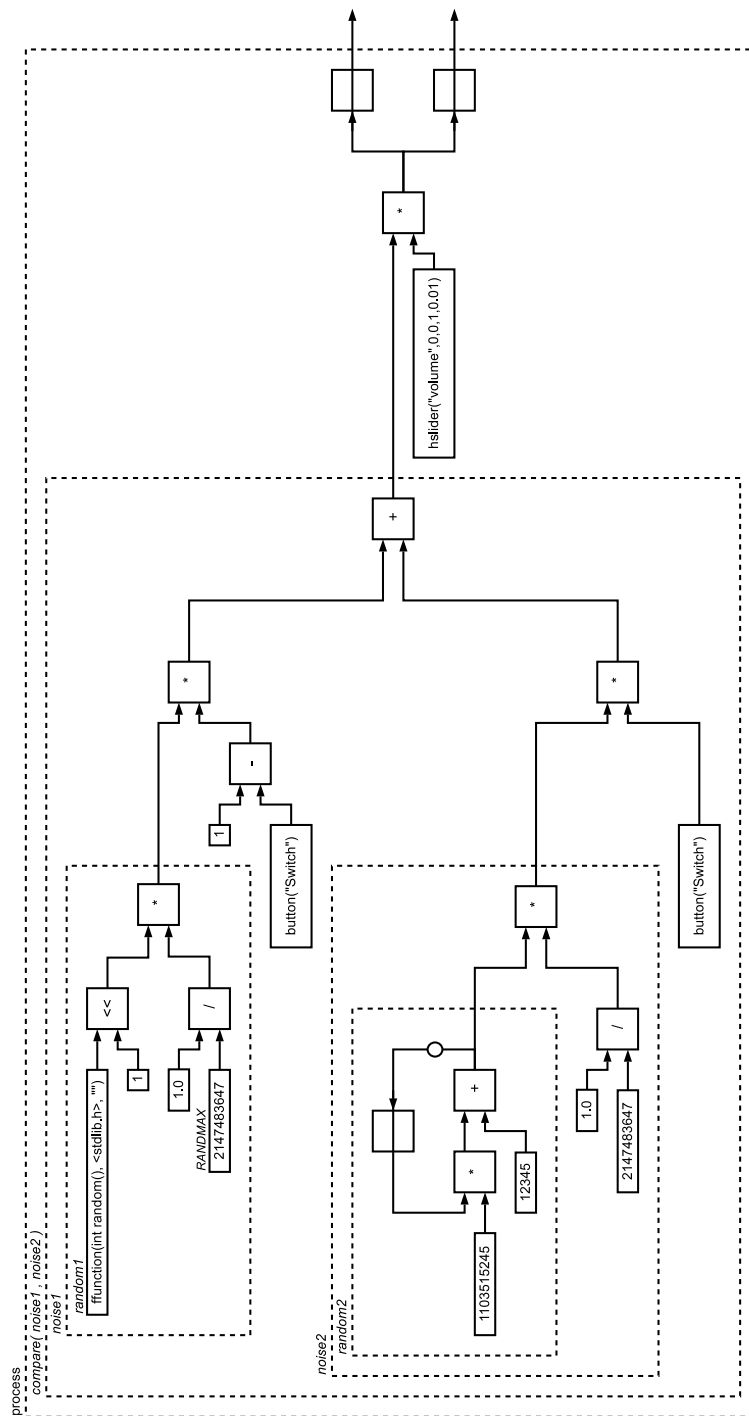 process
compare( noise1 , noise2 )
noise1
random1
ffunction(int random(), <stdlib.h>, "")
1
<<
1.0
RANDMAX
2147483647
/
*
1
button("Switch")
-
*
noise2
random2
1103515245
*
12345
+
1.0
2147483647
/
*
button("Switch")
*
+
hslider("volume",0,0,1,0.01)
*